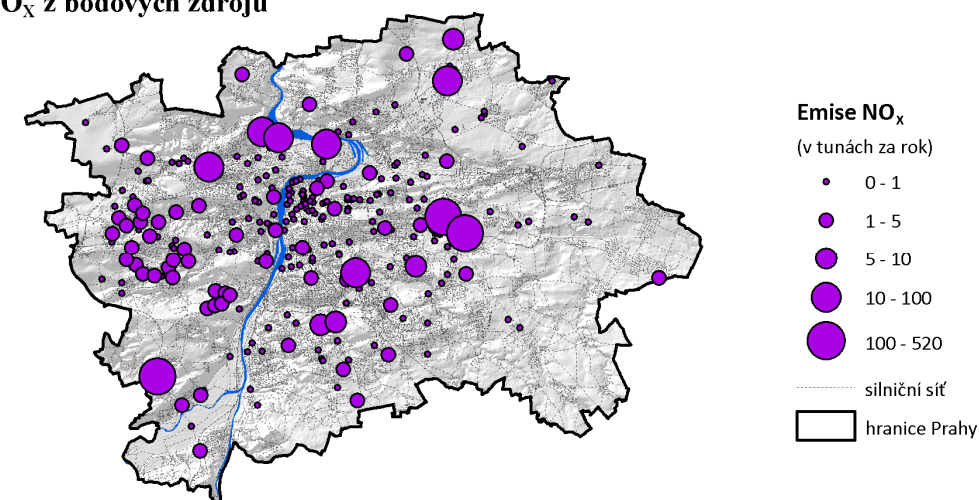 OX z bodových zdrojů
Emise NOx
(v tunách za rok)
0 - 1
1 - 5
5 - 10
10 - 100
100 - 520
silniční síť
hranice Prahy